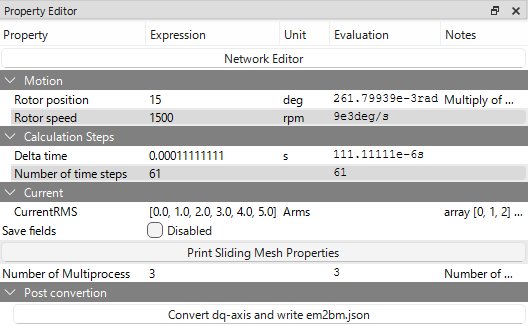 Property Editor
Property Expression Unit Evaluation Notes
Network Editor
Motion
Rotor position 15 deg 261.79939e-3rad Multiply of ...
Rotor speed 1500 rpm 9e3deg/s
Calculation Steps
Delta time 0.00011111111 s 111.11111e-6s
Number of time steps 61 61
Current
CurrentRMS [0.0, 1.0, 2.0, 3.0, 4.0, 5.0] Arms array [0, 1, 2] ...
Save fields Disabled
Print Sliding Mesh Properties
Number of Multiprocess 3 3 Number of ...
Post convertion
Convert dq-axis and write em2bm.json